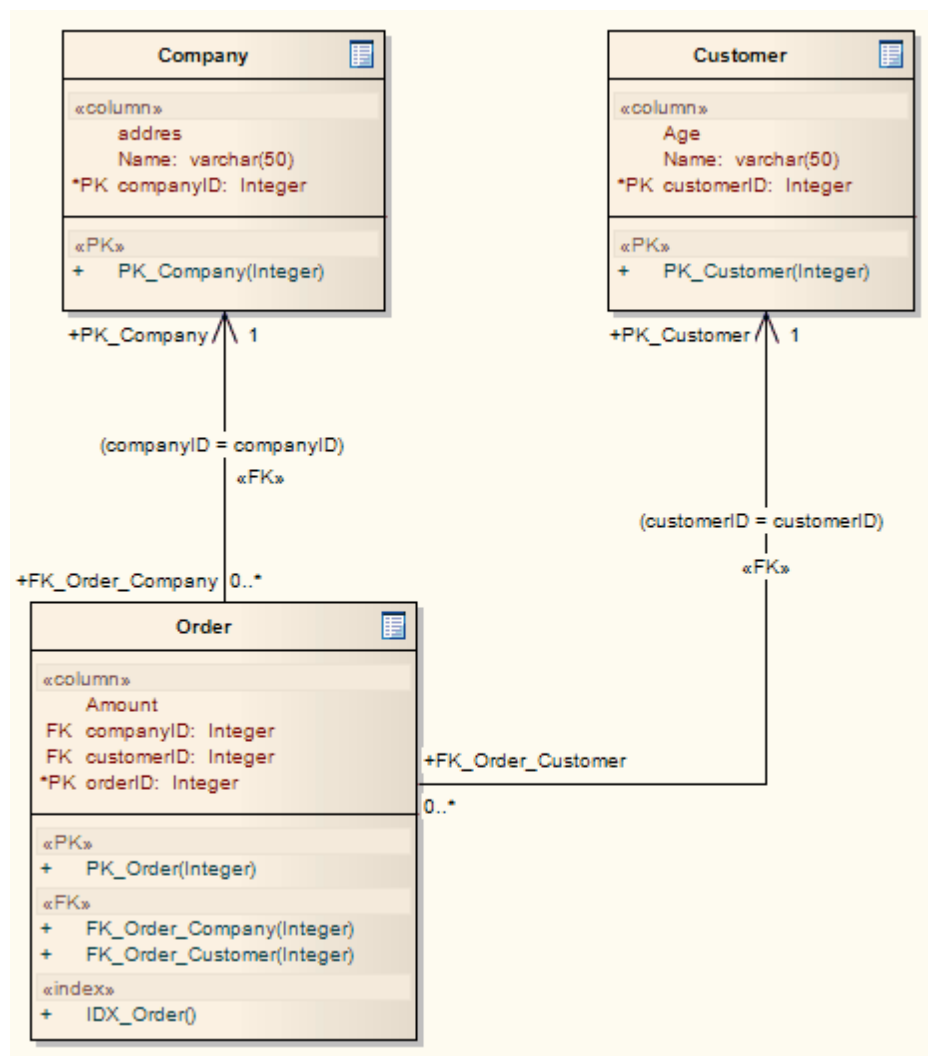 Company
«column»
addres
Name: varchar(50)
*PK companyID: Integer
«PK»
+ PK_Company(Integer)
Customer
«column»
Age
Name: varchar(50)
*PK customerID: Integer
«PK»
+ PK_Customer(Integer)
+PK_Company 1
+PK_Customer 1
(companyID = companyID)
«FK»
(customerID = customerID)
«FK»
+FK_Order_Company 0..*
Order
«column»
Amount
FK companyID: Integer
FK customerID: Integer
*PK orderID: Integer
«PK»
+ PK_Order(Integer)
«FK»
+ FK_Order_Company(Integer)
+ FK_Order_Customer(Integer)
«index»
+ IDX_Order()
+FK_Order_Customer
0..*